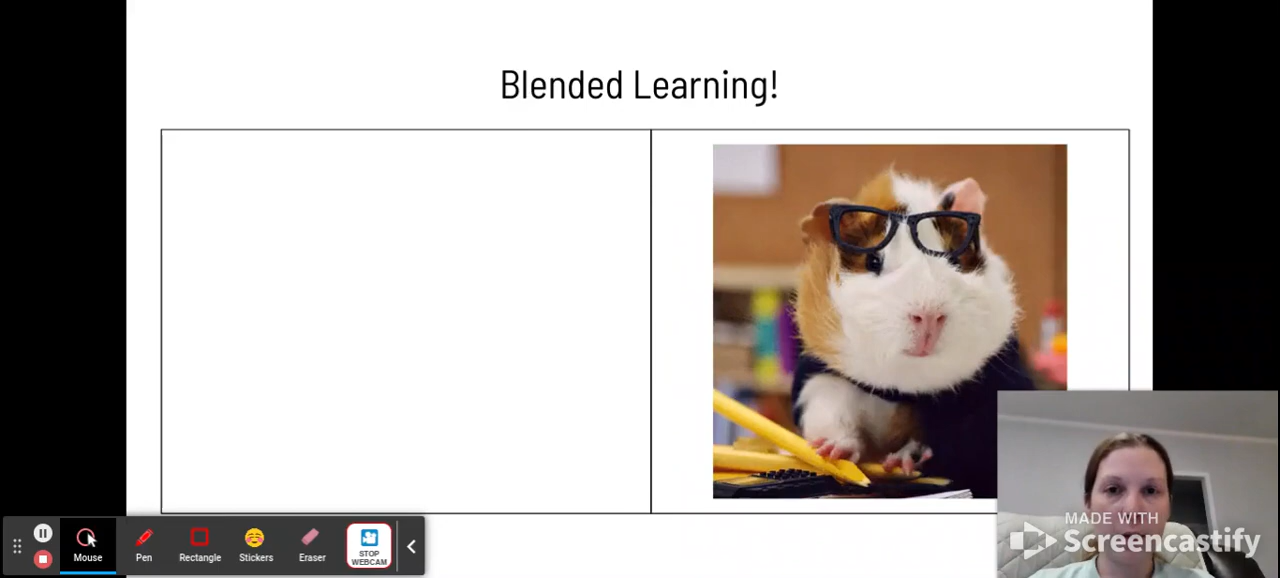 Blended Learning!
Mouse
Pen
Rectangle
Stickers
Eraser
STOP
WEBCAM
MADE WITH
Screencastify